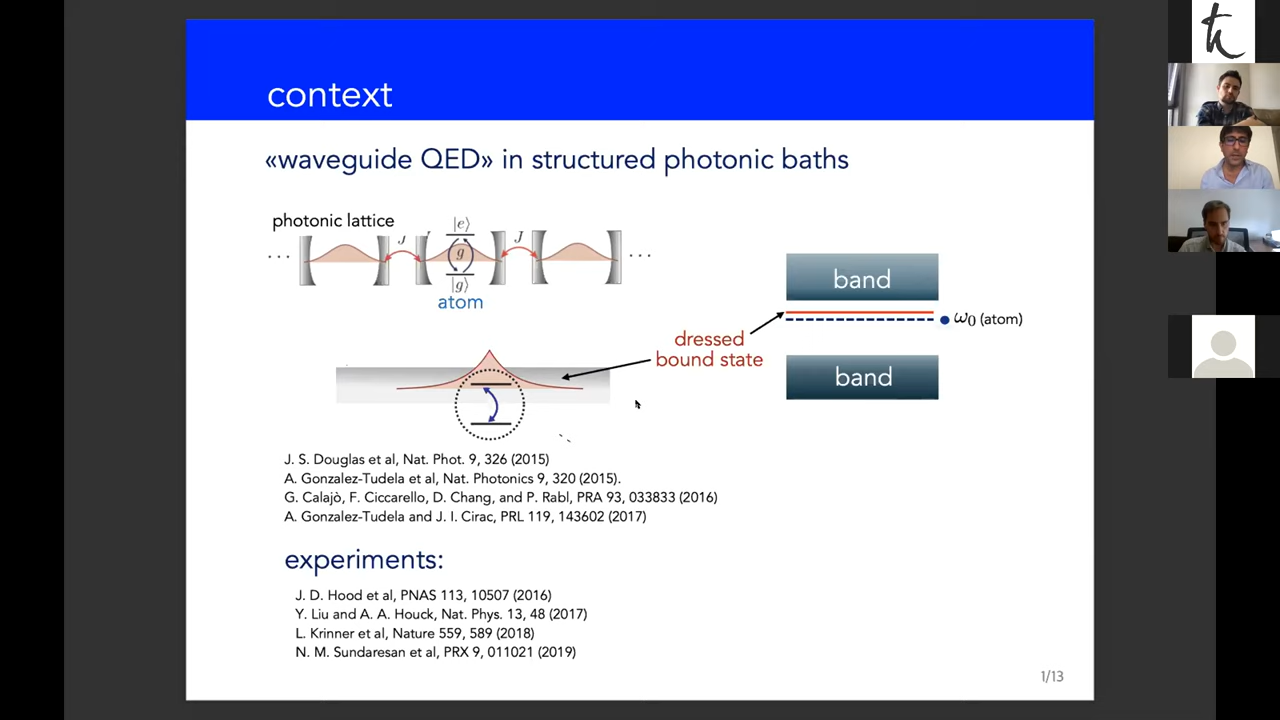 context
«waveguide QED» in structured photonic baths
photonic lattice
|e⟩
J
g
J
|g⟩
... ...
atom
band
ω0 (atom)
dressed
bound state
band
J. S. Douglas et al, Nat. Phot. 9, 326 (2015)
A. Gonzalez-Tudela et al, Nat. Photonics 9, 320 (2015).
G. Calajò, F. Ciccarello, D. Chang, and P. Rabl, PRA 93, 033833 (2016)
A. Gonzalez-Tudela and J. I. Cirac, PRL 119, 143602 (2017)
experiments:
J. D. Hood et al, PNAS 113, 10507 (2016)
Y. Liu and A. A. Houck, Nat. Phys. 13, 48 (2017)
L. Krinner et al, Nature 559, 589 (2018)
N. M. Sundaresan et al, PRX 9, 011021 (2019)
1/13